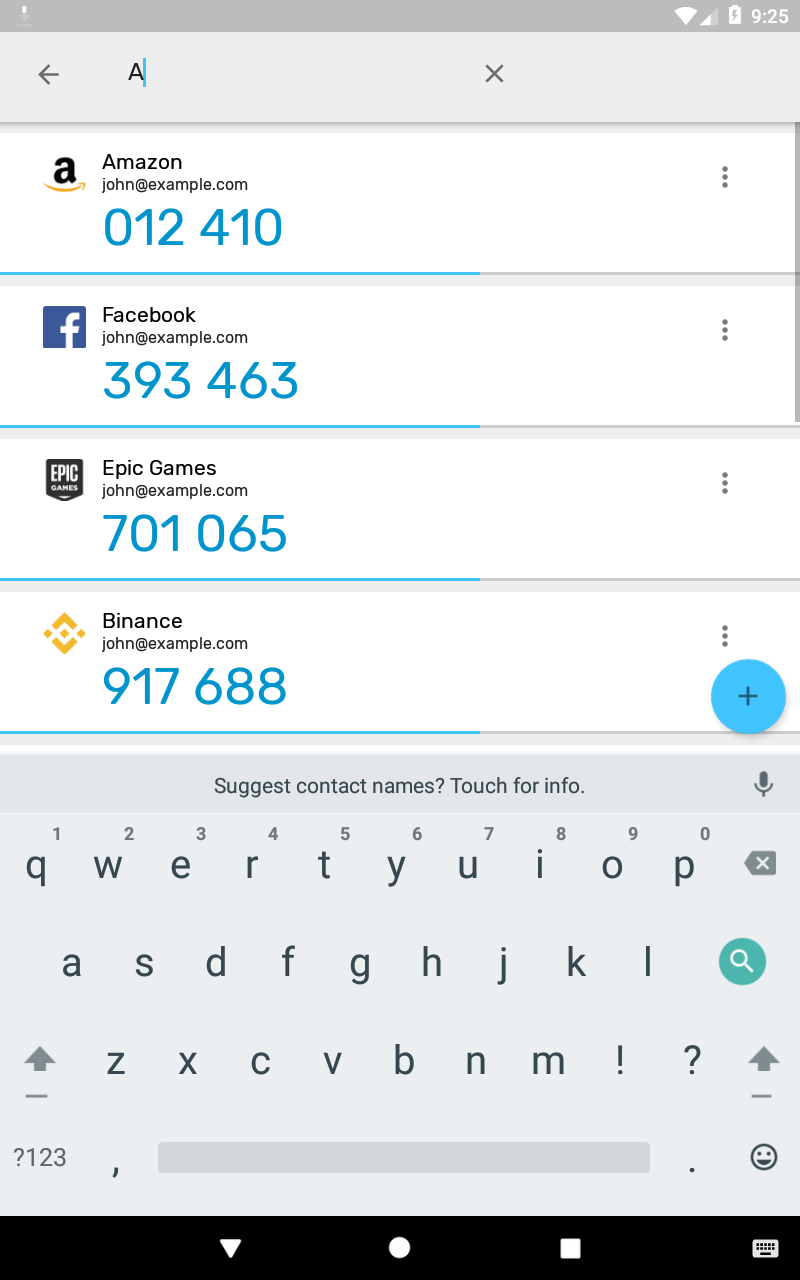 9:25
A
a
Amazon
john@example.com
012 410
f
Facebook
john@example.com
393 463
EPIC
GAMES
Epic Games
john@example.com
701 065
Binance
john@example.com
917 688
+
Suggest contact names? Touch for info.
1 2 3 4 5 6 7 8 9 0
q w e r t y u i o p
a s d f g h j k l
z x c v b n m ! ?
?123 , .